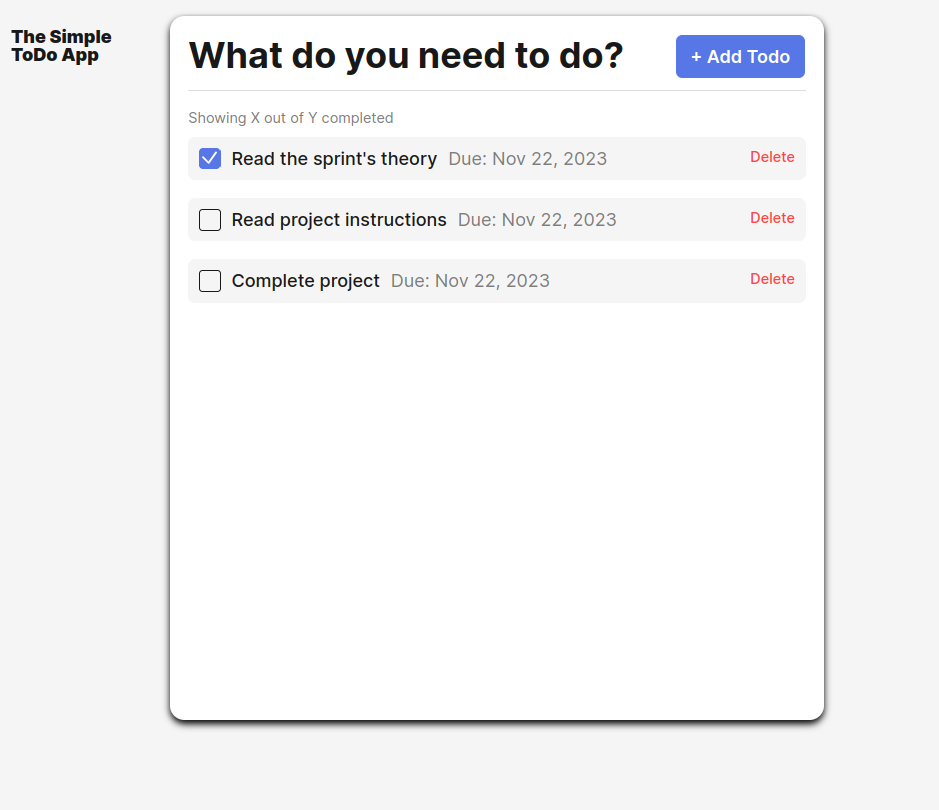 The Simple
ToDo App
What do you need to do?
+ Add Todo
Showing X out of Y completed
Read the sprint's theory Due: Nov 22, 2023 Delete
Read project instructions Due: Nov 22, 2023 Delete
Complete project Due: Nov 22, 2023 Delete